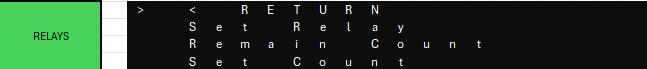 RELAYS
> < RETURN
Set Relay
Remain Count
Set Count